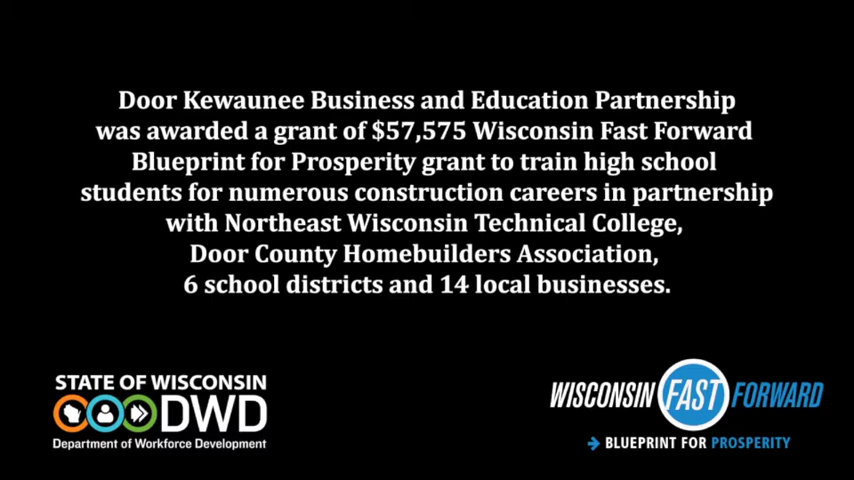 Door Kewaunee Business and Education Partnership
was awarded a grant of $57,575 Wisconsin Fast Forward
Blueprint for Prosperity grant to train high school
students for numerous construction careers in partnership
with Northeast Wisconsin Technical College,
Door County Homebuilders Association,
6 school districts and 14 local businesses.
STATE OF WISCONSIN
DWD
Department of Workforce Development
WISCONSIN FAST FORWARD
BLUEPRINT FOR PROSPERITY